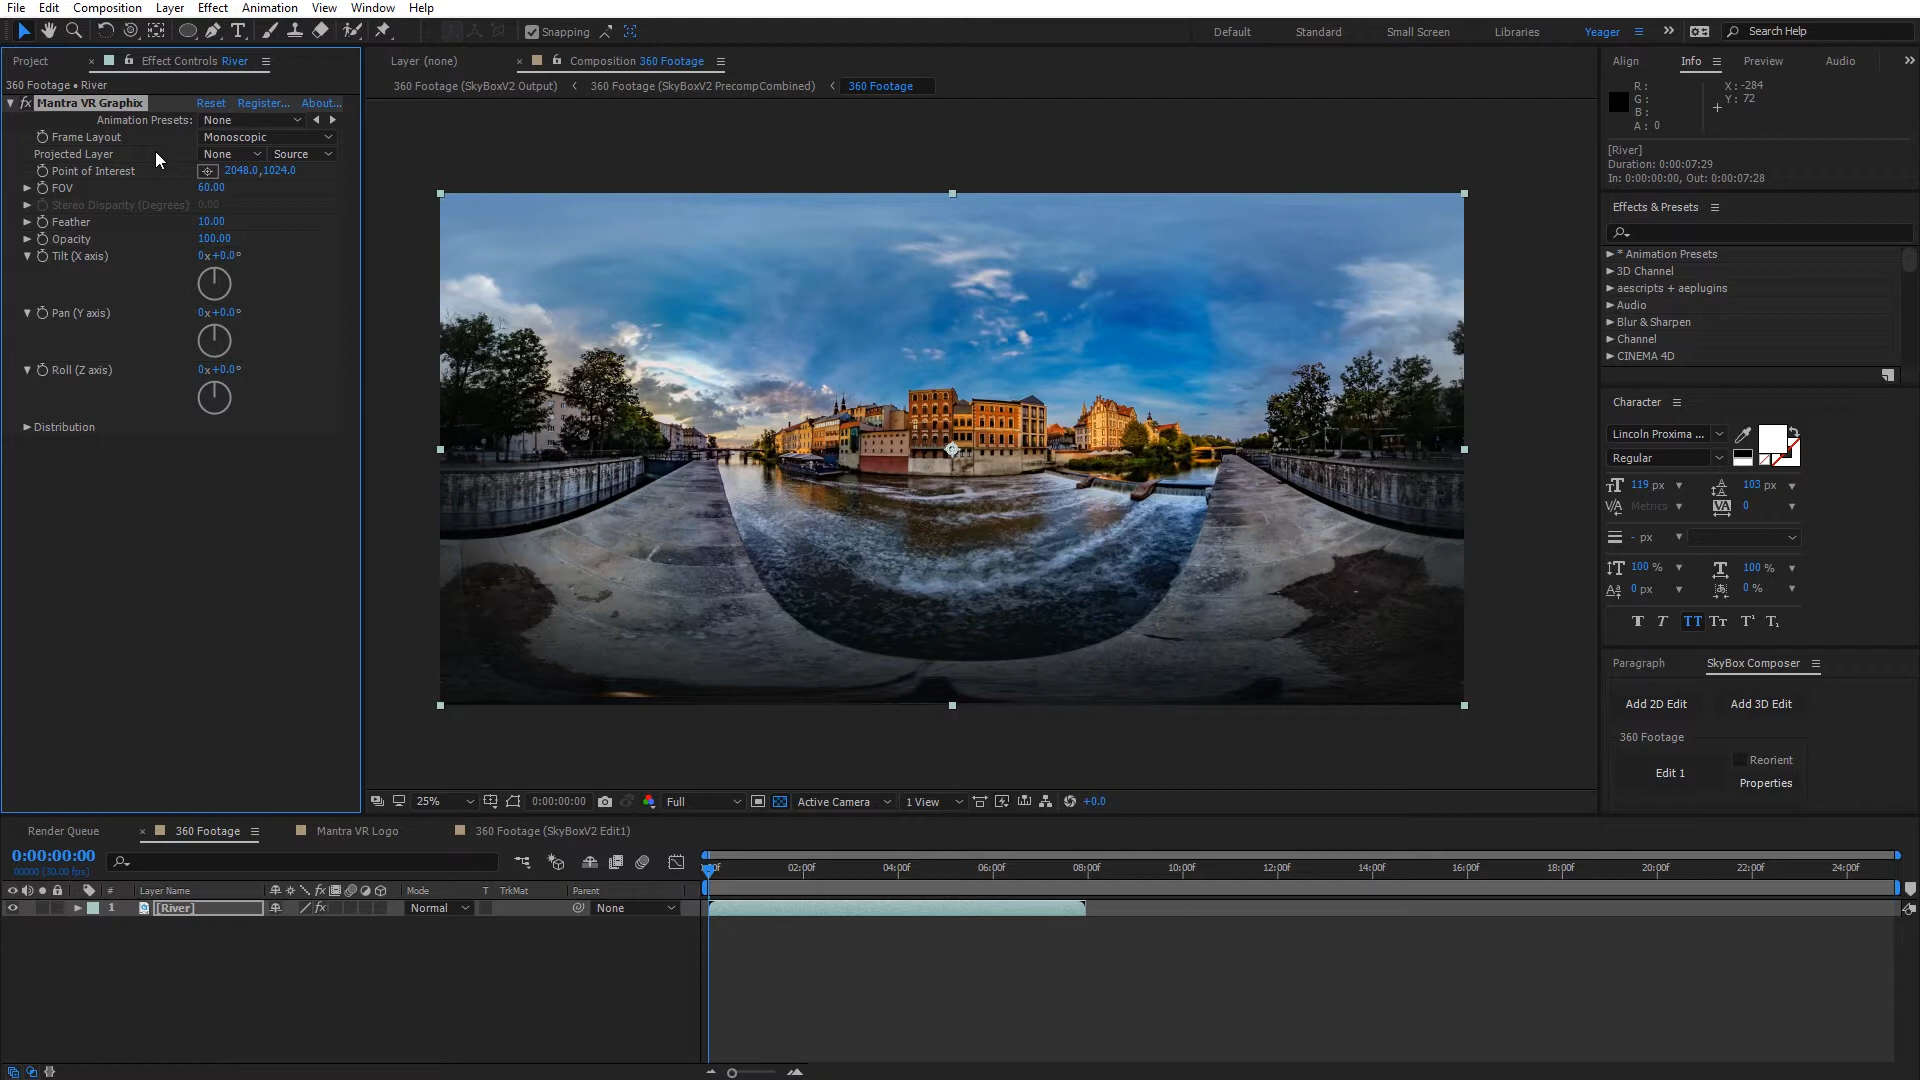 File Edit Composition Layer Effect Animation View Window Help
Snapping
Default Standard Small Screen Libraries Yeager Search Help
Project Effect Controls River
360 Footage • River
fx Mantra VR Graphix Reset Register... About...
Animation Presets: None
Frame Layout Monoscopic
Projected Layer None Source
Point of Interest 2048.0,1024.0
FOV 60.00
Stereo Disparity (Degrees) 0.00
Feather 10.00
Opacity 100.00
Tilt (X axis) 0x+0.0°
Pan (Y axis) 0x+0.0°
Roll (Z axis) 0x+0.0°
Distribution
Layer (none) Composition 360 Footage
360 Footage (SkyBoxV2 Output) 360 Footage (SkyBoxV2 PrecompCombined) 360 Footage
25% 0:00:00:00 Full Active Camera 1 View +0.0
Align Info Preview Audio
R: X: -284
G: Y: 72
B:
A: 0
[River]
Duration: 0:00:07:29
In: 0:00:00:00, Out: 0:00:07:28
Effects & Presets
* Animation Presets
3D Channel
aescripts + aeplugins
Audio
Blur & Sharpen
Channel
CINEMA 4D
Character
Lincoln Proxima ...
Regular
119 px 103 px
Metrics 0
- px
100 % 100 %
0 px 0 %
T T TT Tт T¹ T₁
Paragraph SkyBox Composer
Add 2D Edit Add 3D Edit
360 Footage
Reorient
Edit 1
Properties
Render Queue 360 Footage Mantra VR Logo 360 Footage (SkyBoxV2 Edit1)
0:00:00:00
00000 (30.00 fps)
02:00f 04:00f 06:00f 08:00f 10:00f 12:00f 14:00f 16:00f 18:00f 20:00f 22:00f 24:00f
# Layer Name fx Mode T TrkMat Parent
1 [River] fx Normal None